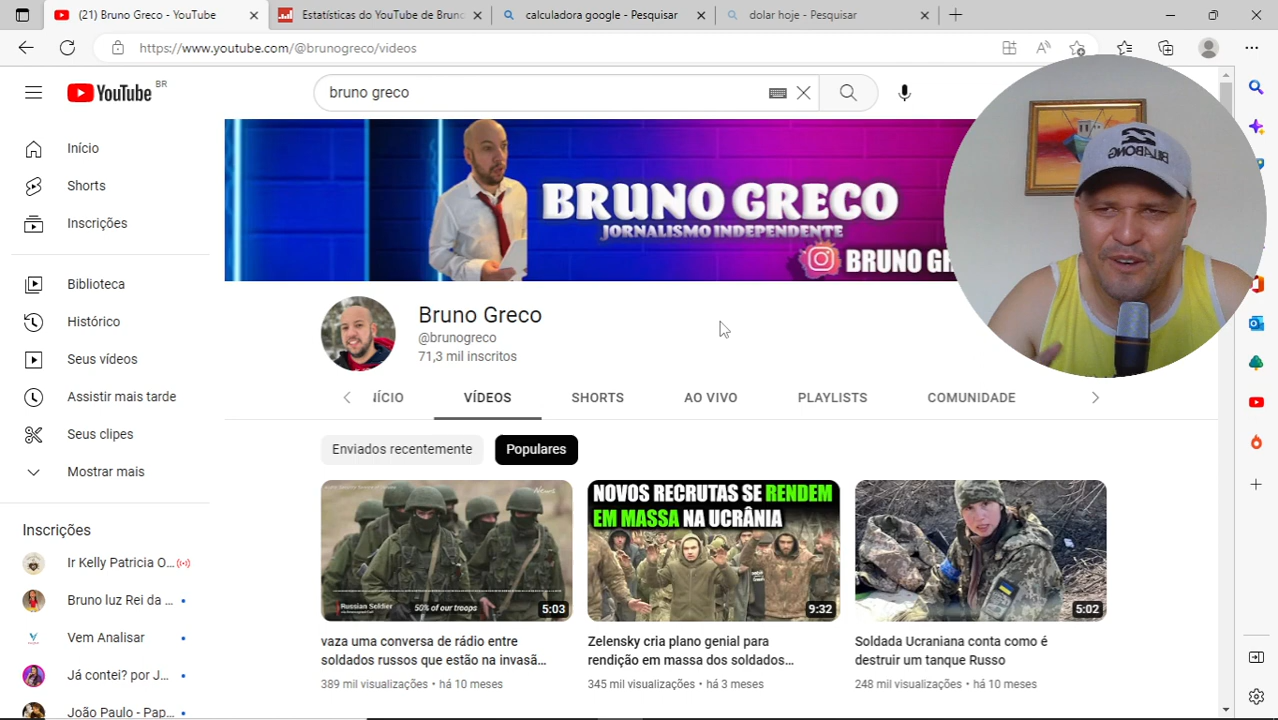 (21) Bruno Greco - YouTube
Estatísticas do YouTube de Bruno
calculadora google - Pesquisar
dolar hoje - Pesquisar
https://www.youtube.com/@brunogreco/videos
YouTube BR
bruno greco
Início
Shorts
Inscrições
Biblioteca
Histórico
Seus vídeos
Assistir mais tarde
Seus clipes
Mostrar mais
Inscrições
Ir Kelly Patricia O...
Bruno luz Rei da ...
Vem Analisar
Já contei? por J...
João Paulo - Pap...
BRUNO GRECO
JORNALISMO INDEPENDENTE
BRUNO GR
BILLABONG
Bruno Greco
@brunogreco
71,3 mil inscritos
ÍCIO
VÍDEOS
SHORTS
AO VIVO
PLAYLISTS
COMUNIDADE
Enviados recentemente
Populares
Russian Soldier
50% of our troops
5:03
NOVOS RECRUTAS SE RENDEM
EM MASSA NA UCRÂNIA
9:32
5:02
vaza uma conversa de rádio entre
soldados russos que estão na invasã...
389 mil visualizações • há 10 meses
Zelensky cria plano genial para
rendição em massa dos soldados...
345 mil visualizações • há 3 meses
Soldada Ucraniana conta como é
destruir um tanque Russo
248 mil visualizações • há 10 meses